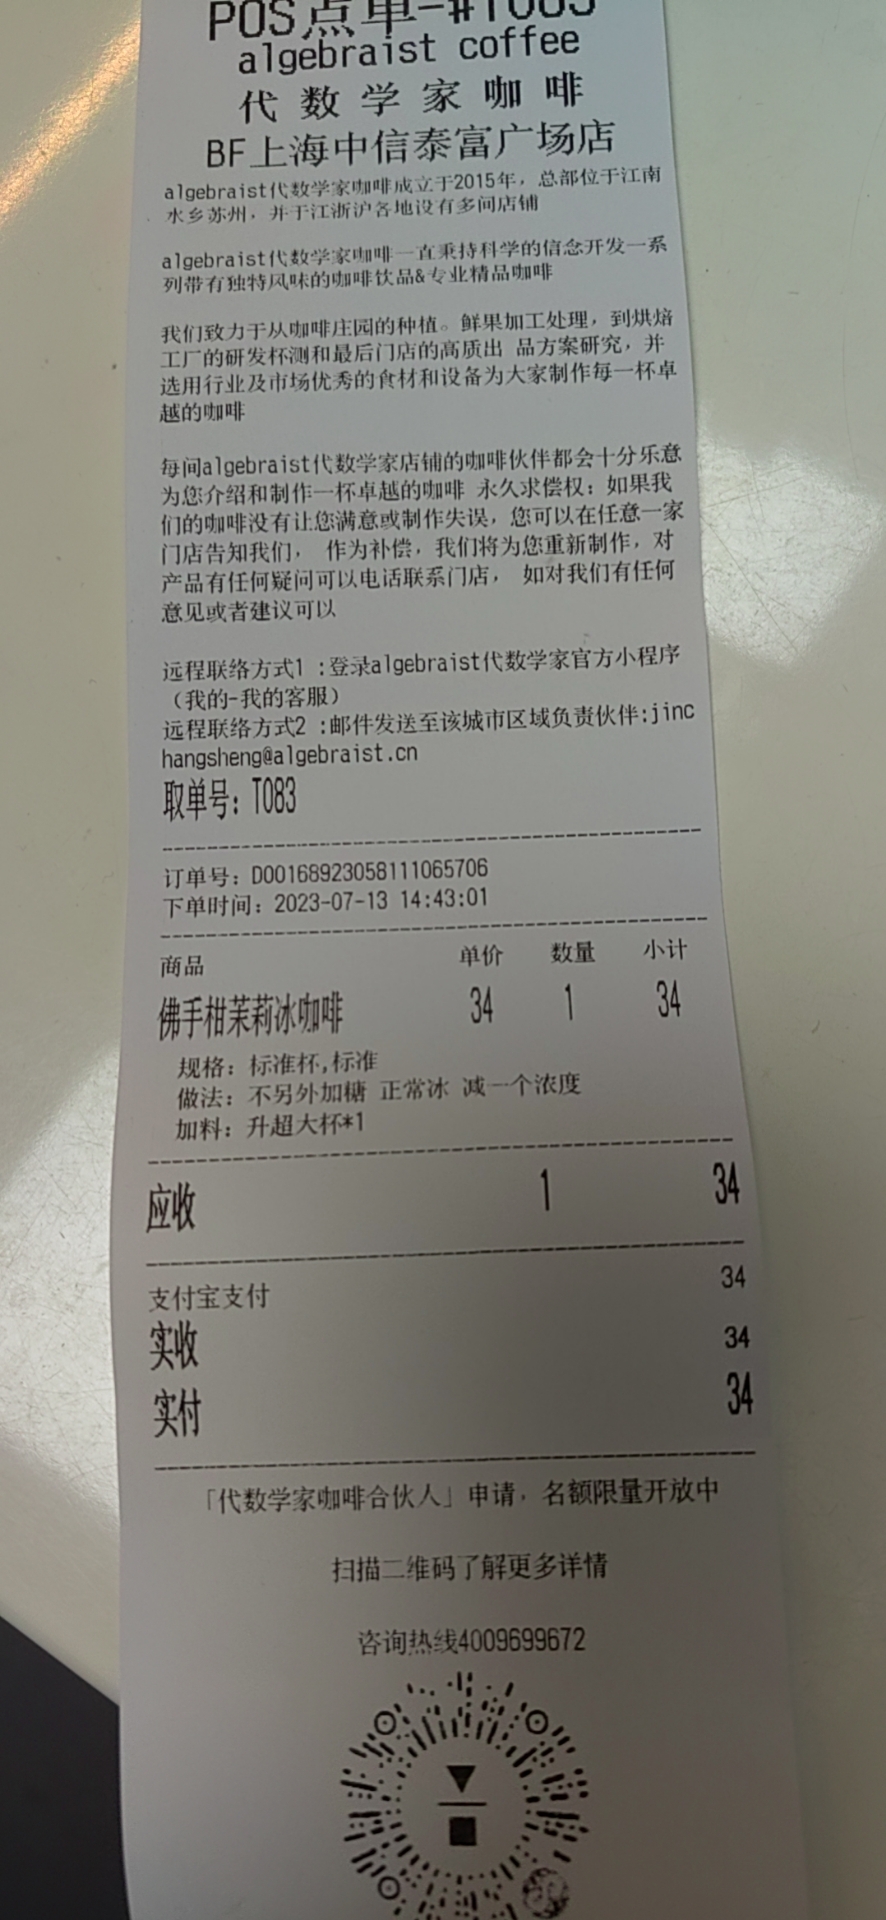 POS点单-#T083
algebraist coffee
代数学家咖啡
BF上海中信泰富广场店
algebraist代数学家咖啡成立于2015年，总部位于江南
水乡苏州，并于江浙沪各地设有多间店铺
algebraist代数学家咖啡一直秉持科学的信念开发一系
列带有独特风味的咖啡饮品&专业精品咖啡
我们致力于从咖啡庄园的种植。鲜果加工处理，到烘焙
工厂的研发杯测和最后门店的高质出 品方案研究，并
选用行业及市场优秀的食材和设备为大家制作每一杯卓
越的咖啡
每间algebraist代数学家店铺的咖啡伙伴都会十分乐意
为您介绍和制作一杯卓越的咖啡 永久求偿权：如果我
们的咖啡没有让您满意或制作失误，您可以在任意一家
门店告知我们， 作为补偿，我们将为您重新制作，对
产品有任何疑问可以电话联系门店， 如对我们有任何
意见或者建议可以
远程联络方式1 :登录algebraist代数学家官方小程序
（我的-我的客服）
远程联络方式2 :邮件发送至该城市区域负责伙伴:jinc
hangsheng@algebraist.cn
取单号：T083
订单号：D00168923058111065706
下单时间：2023-07-13 14:43:01
商品 单价 数量 小计
佛手柑茉莉冰咖啡 34 1 34
规格：标准杯,标准
做法：不另外加糖 正常冰 减一个浓度
加料：升超大杯*1
应收 1 34
支付宝支付 34
实收 34
实付 34
「代数学家咖啡合伙人」申请，名额限量开放中
扫描二维码了解更多详情
咨询热线4009699672